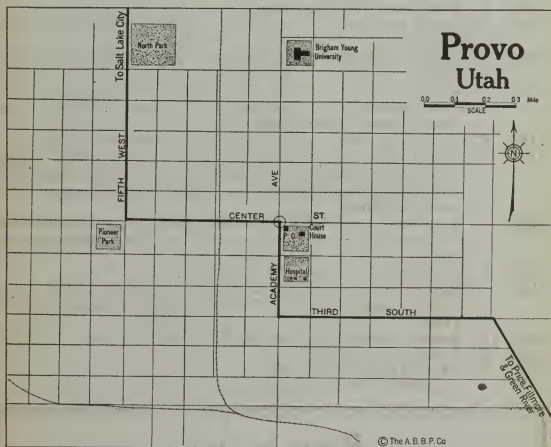 Provo
Utah
0.0 0.1 0.2 0.3 Mile
SCALE
N
To Salt Lake City
North Park
Brigham Young
University
FIFTH WEST
AVE
CENTER ST.
Pioneer
Park
P. O.
Court
House
Hospital
ACADEMY
THIRD SOUTH
To Price, Fillmore
& Green River
© The A. B. B. P. Co